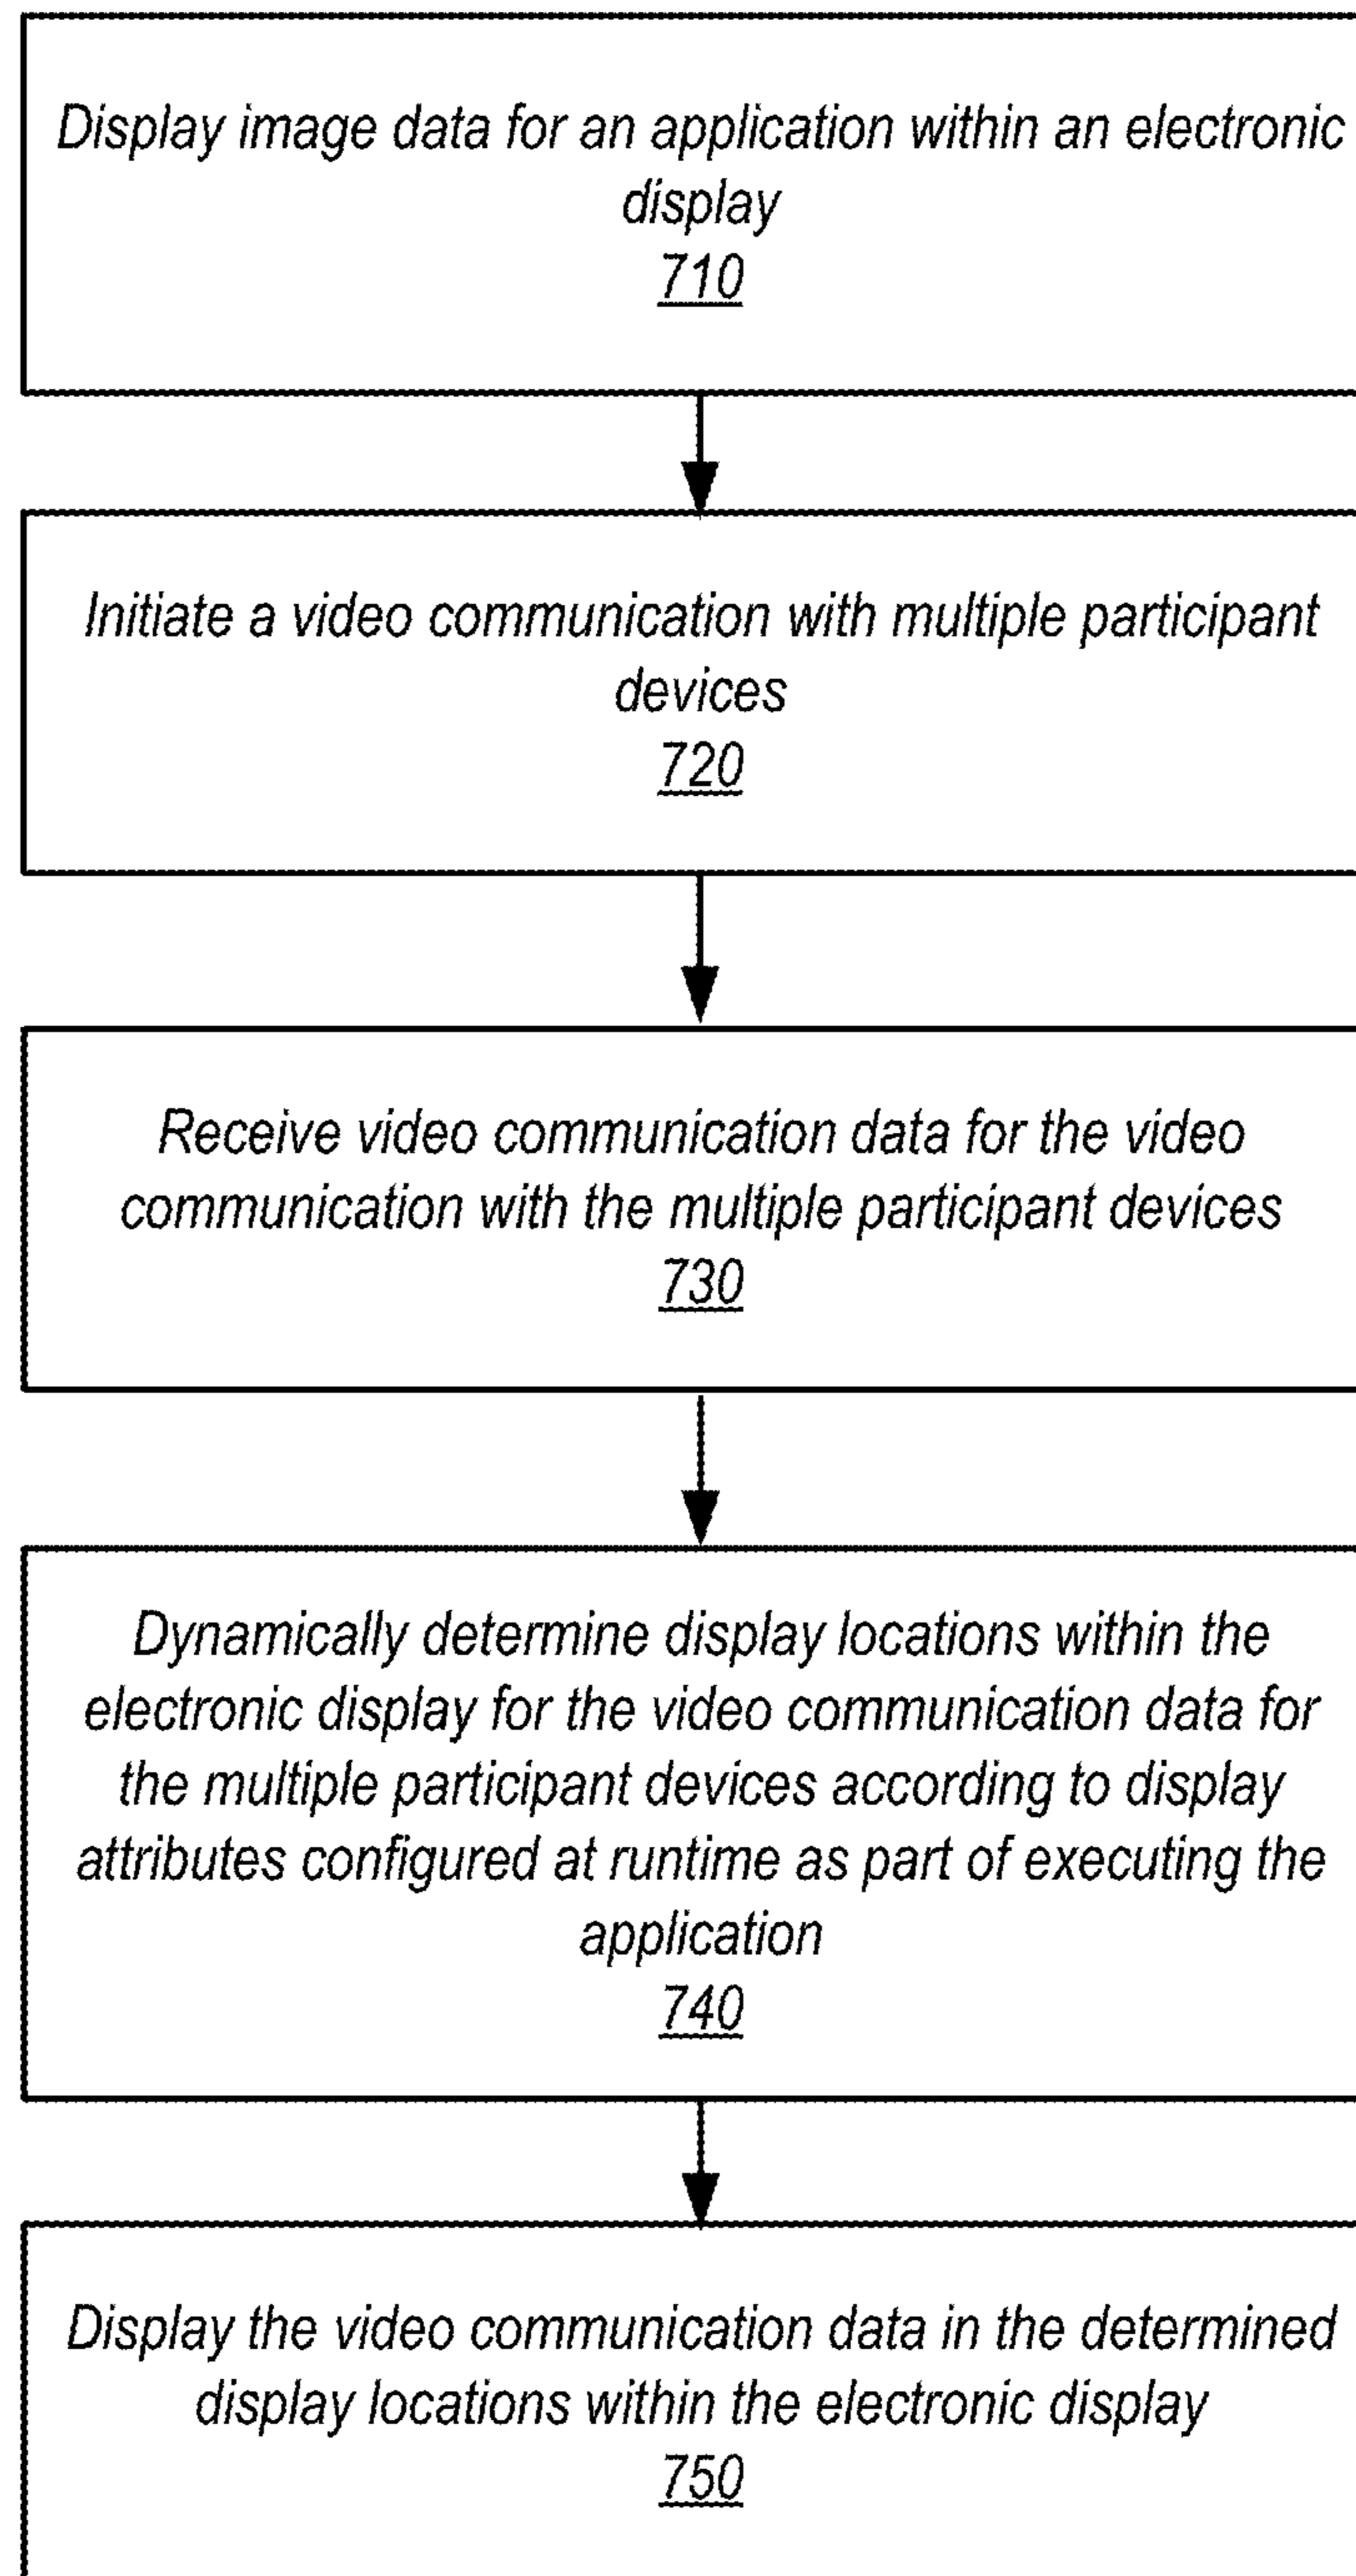 Display image data for an application within an electronic
display
710
Initiate a video communication with multiple participant
devices
720
Receive video communication data for the video
communication with the multiple participant devices
730
Dynamically determine display locations within the
electronic display for the video communication data for
the multiple participant devices according to display
attributes configured at runtime as part of executing the
application
740
Display the video communication data in the determined
display locations within the electronic display
750